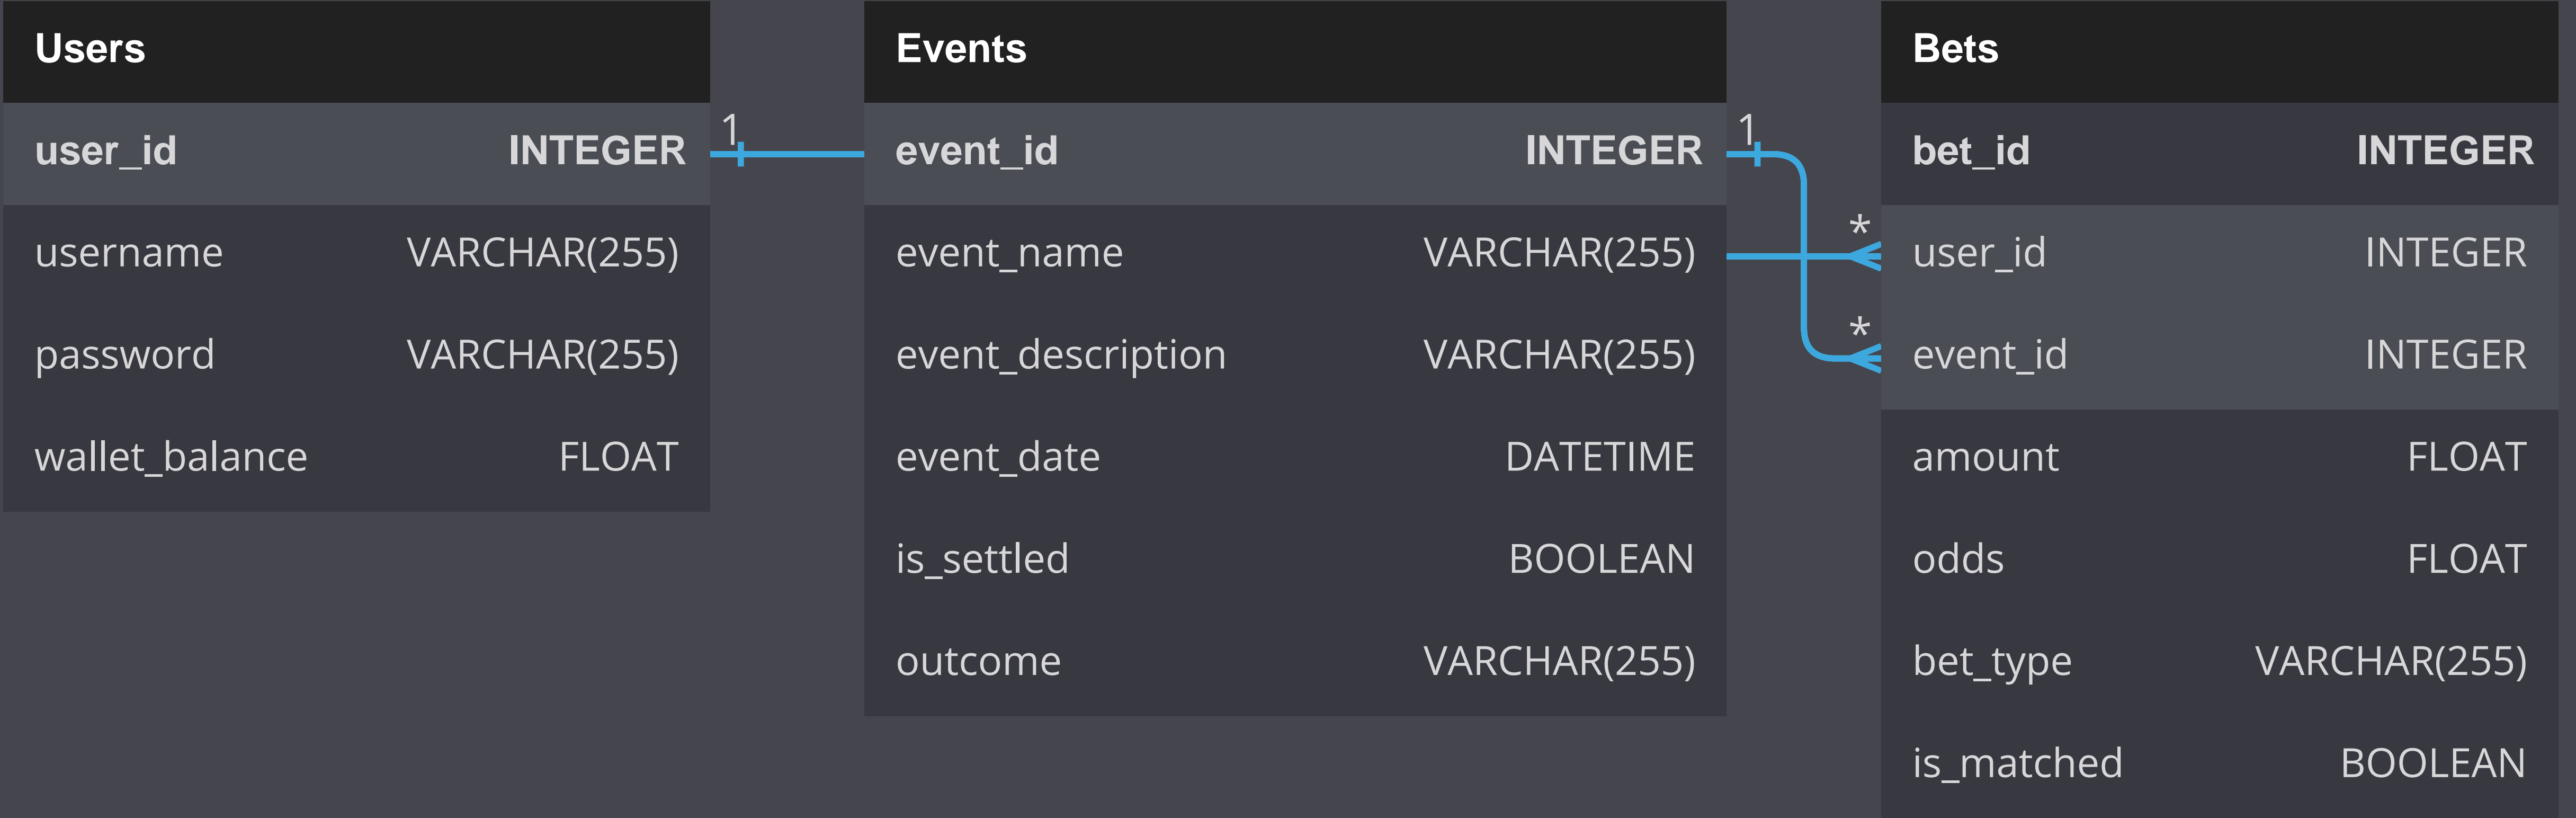 Users
user_id INTEGER
username VARCHAR(255)
password VARCHAR(255)
wallet_balance FLOAT
1
Events
event_id INTEGER
event_name VARCHAR(255)
event_description VARCHAR(255)
event_date DATETIME
is_settled BOOLEAN
outcome VARCHAR(255)
1
*
*
Bets
bet_id INTEGER
user_id INTEGER
event_id INTEGER
amount FLOAT
odds FLOAT
bet_type VARCHAR(255)
is_matched BOOLEAN